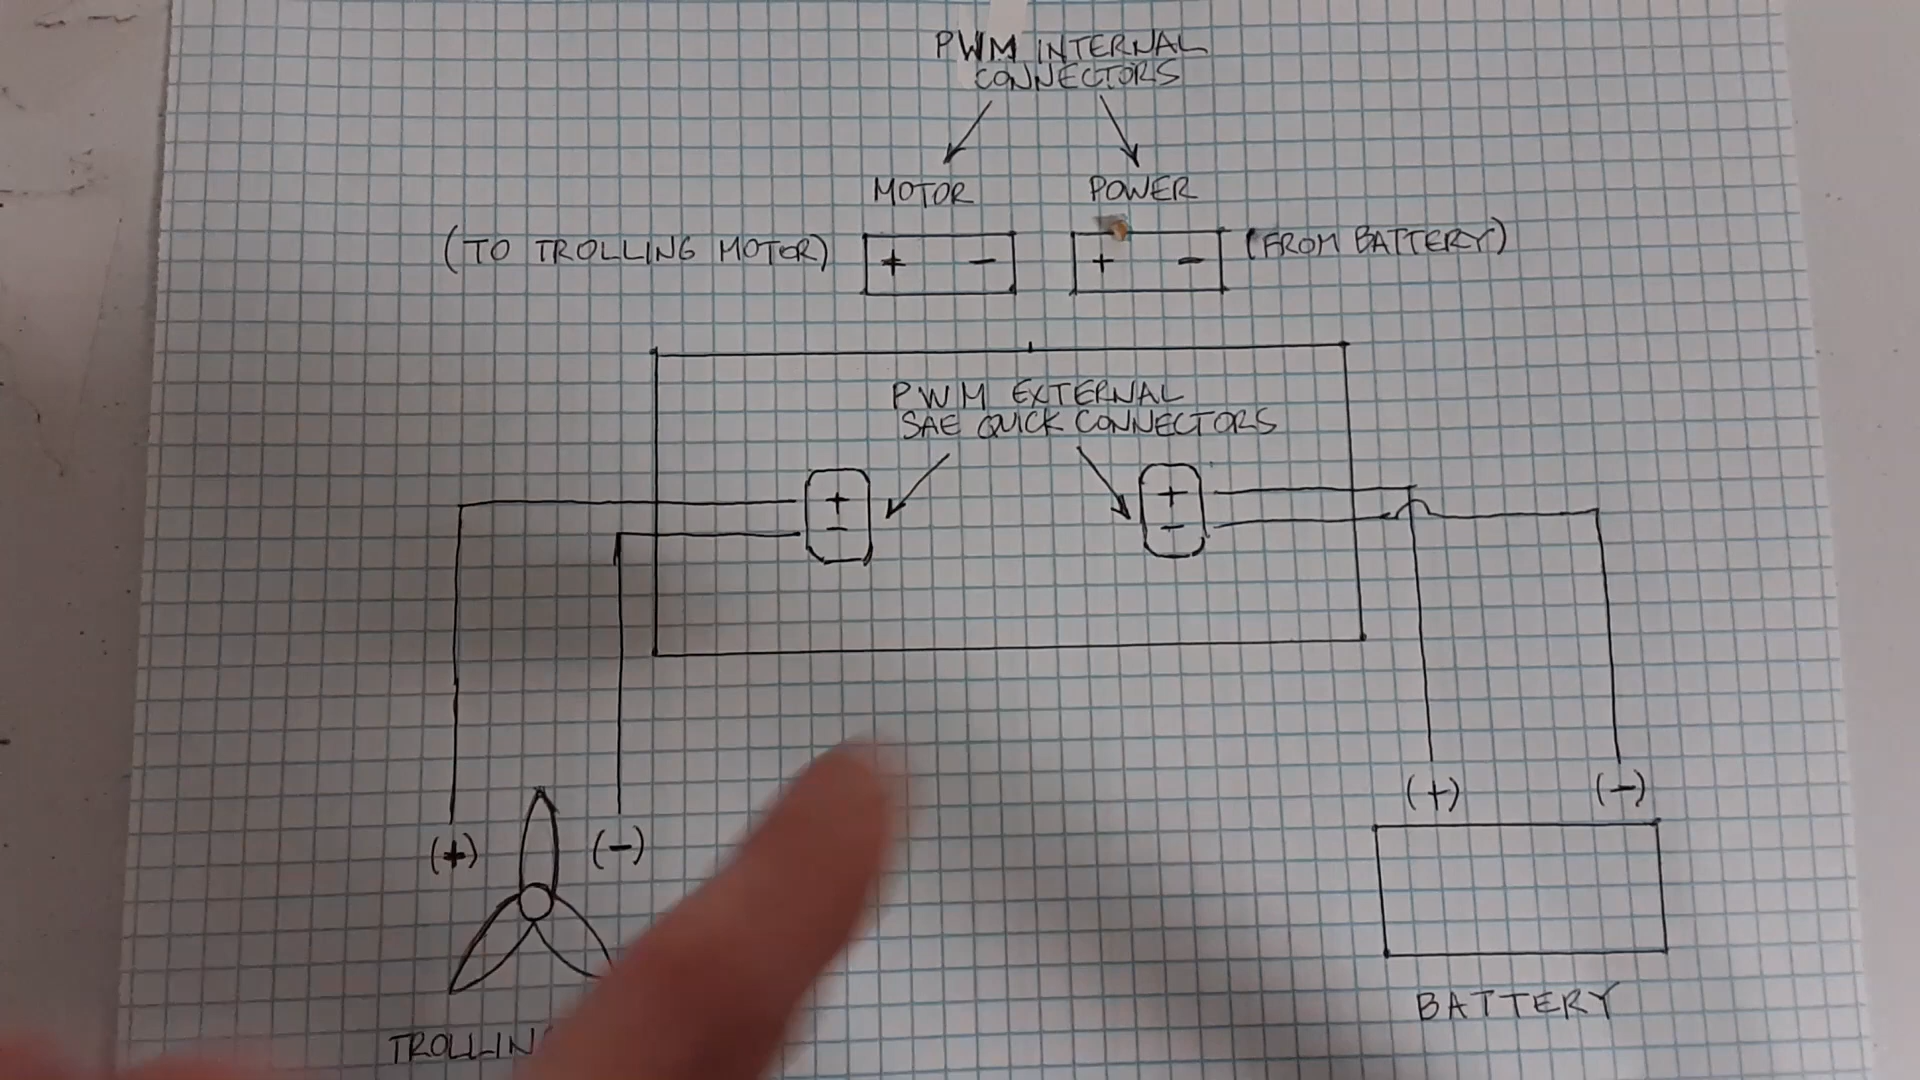 PWM INTERNAL
CONNECTORS
MOTOR
POWER
(TO TROLLING MOTOR)
+ -
+ -
(FROM BATTERY)
PWM EXTERNAL
SAE QUICK CONNECTORS
+
-
+
-
(+)
(-)
(+)
(-)
BATTERY